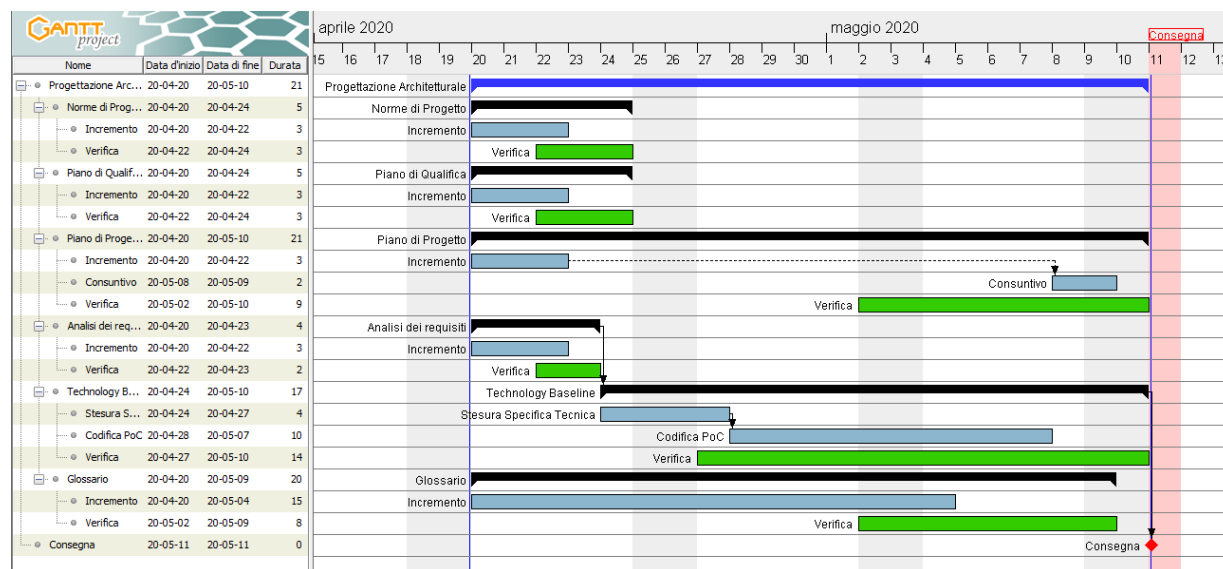 GANTT
project
aprile 2020
maggio 2020
Consegna
15 16 17 18 19 20 21 22 23 24 25 26 27 28 29 30 1 2 3 4 5 6 7 8 9 10 11 12
Nome Data d'inizio Data di fine Durata
Progettazione Arc... 20-04-20 20-05-10 21 Progettazione Architetturale
Norme di Prog... 20-04-20 20-04-24 5 Norme di Progetto
Incremento 20-04-20 20-04-22 3 Incremento
Verifica 20-04-22 20-04-24 3 Verifica
Piano di Qualif... 20-04-20 20-04-24 5 Piano di Qualifica
Incremento 20-04-20 20-04-22 3 Incremento
Verifica 20-04-22 20-04-24 3 Verifica
Piano di Proge... 20-04-20 20-05-10 21 Piano di Progetto
Incremento 20-04-20 20-04-22 3 Incremento
Consuntivo 20-05-08 20-05-09 2 Consuntivo
Verifica 20-05-02 20-05-10 9 Verifica
Analisi dei req... 20-04-20 20-04-23 4 Analisi dei requisiti
Incremento 20-04-20 20-04-22 3 Incremento
Verifica 20-04-22 20-04-23 2 Verifica
Technology B... 20-04-24 20-05-10 17 Technology Baseline
Stesura S... 20-04-24 20-04-27 4 Stesura Specifica Tecnica
Codifica PoC 20-04-28 20-05-07 10 Codifica PoC
Verifica 20-04-27 20-05-10 14 Verifica
Glossario 20-04-20 20-05-09 20 Glossario
Incremento 20-04-20 20-05-04 15 Incremento
Verifica 20-05-02 20-05-09 8 Verifica
Consegna 20-05-11 20-05-11 0 Consegna